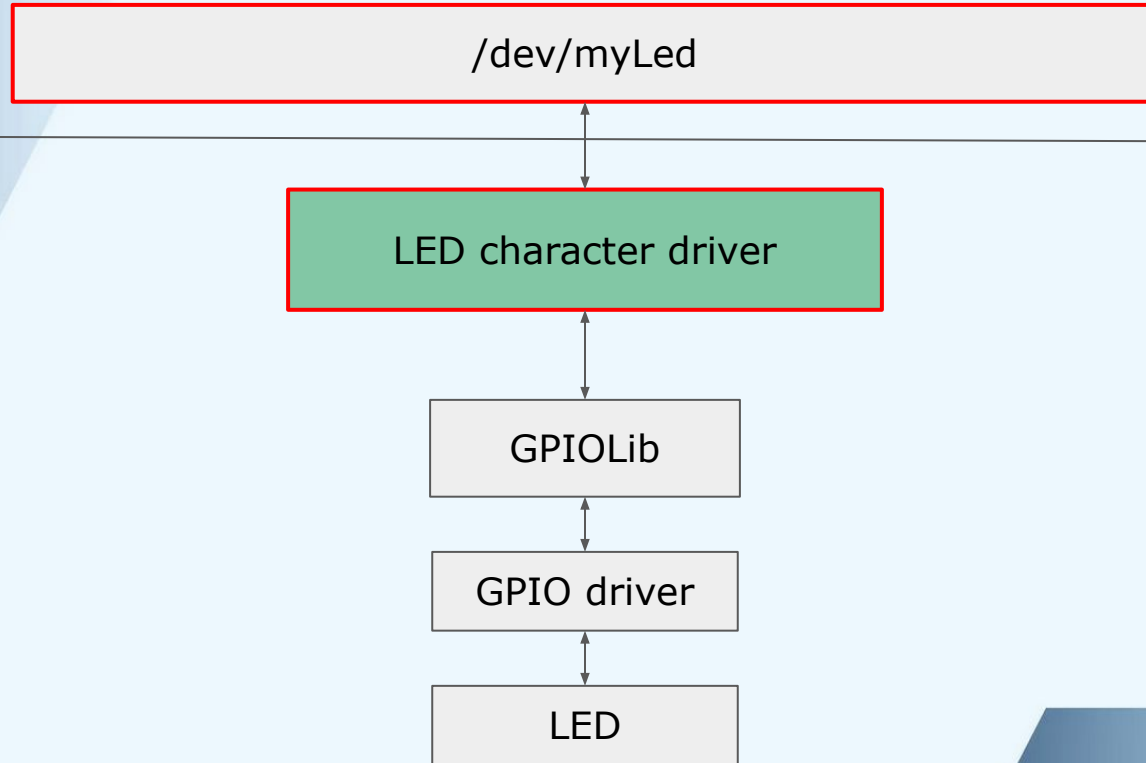 /dev/myLed
LED character driver
GPIOLib
GPIO driver
LED